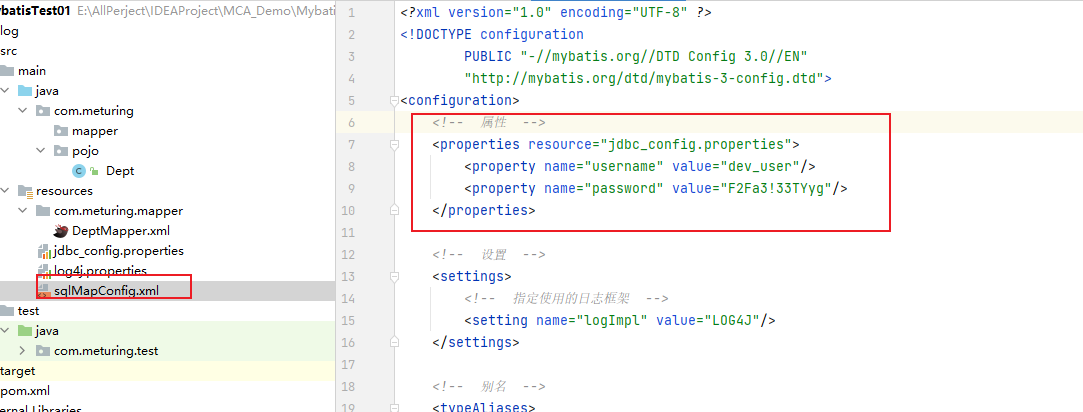 ybatisTest01 E:\AllPerject\IDEAProject\MCA_Demo\Mybati
log
src
main
java
com.meturing
mapper
pojo
Dept
resources
com.meturing.mapper
DeptMapper.xml
jdbc_config.properties
log4j.properties
sqlMapConfig.xml
test
java
com.meturing.test
target
pom.xml
ernal Libraries
1 <?xml version="1.0" encoding="UTF-8" ?>
2 <!DOCTYPE configuration
3 PUBLIC "-//mybatis.org//DTD Config 3.0//EN"
4 "http://mybatis.org/dtd/mybatis-3-config.dtd">
5 <configuration>
6 <!-- 属性 -->
7 <properties resource="jdbc_config.properties">
8 <property name="username" value="dev_user"/>
9 <property name="password" value="F2Fa3!33TYyg"/>
10 </properties>
11
12 <!-- 设置 -->
13 <settings>
14 <!-- 指定使用的日志框架 -->
15 <setting name="logImpl" value="LOG4J"/>
16 </settings>
17
18 <!-- 别名 -->
19 <typeAliases>